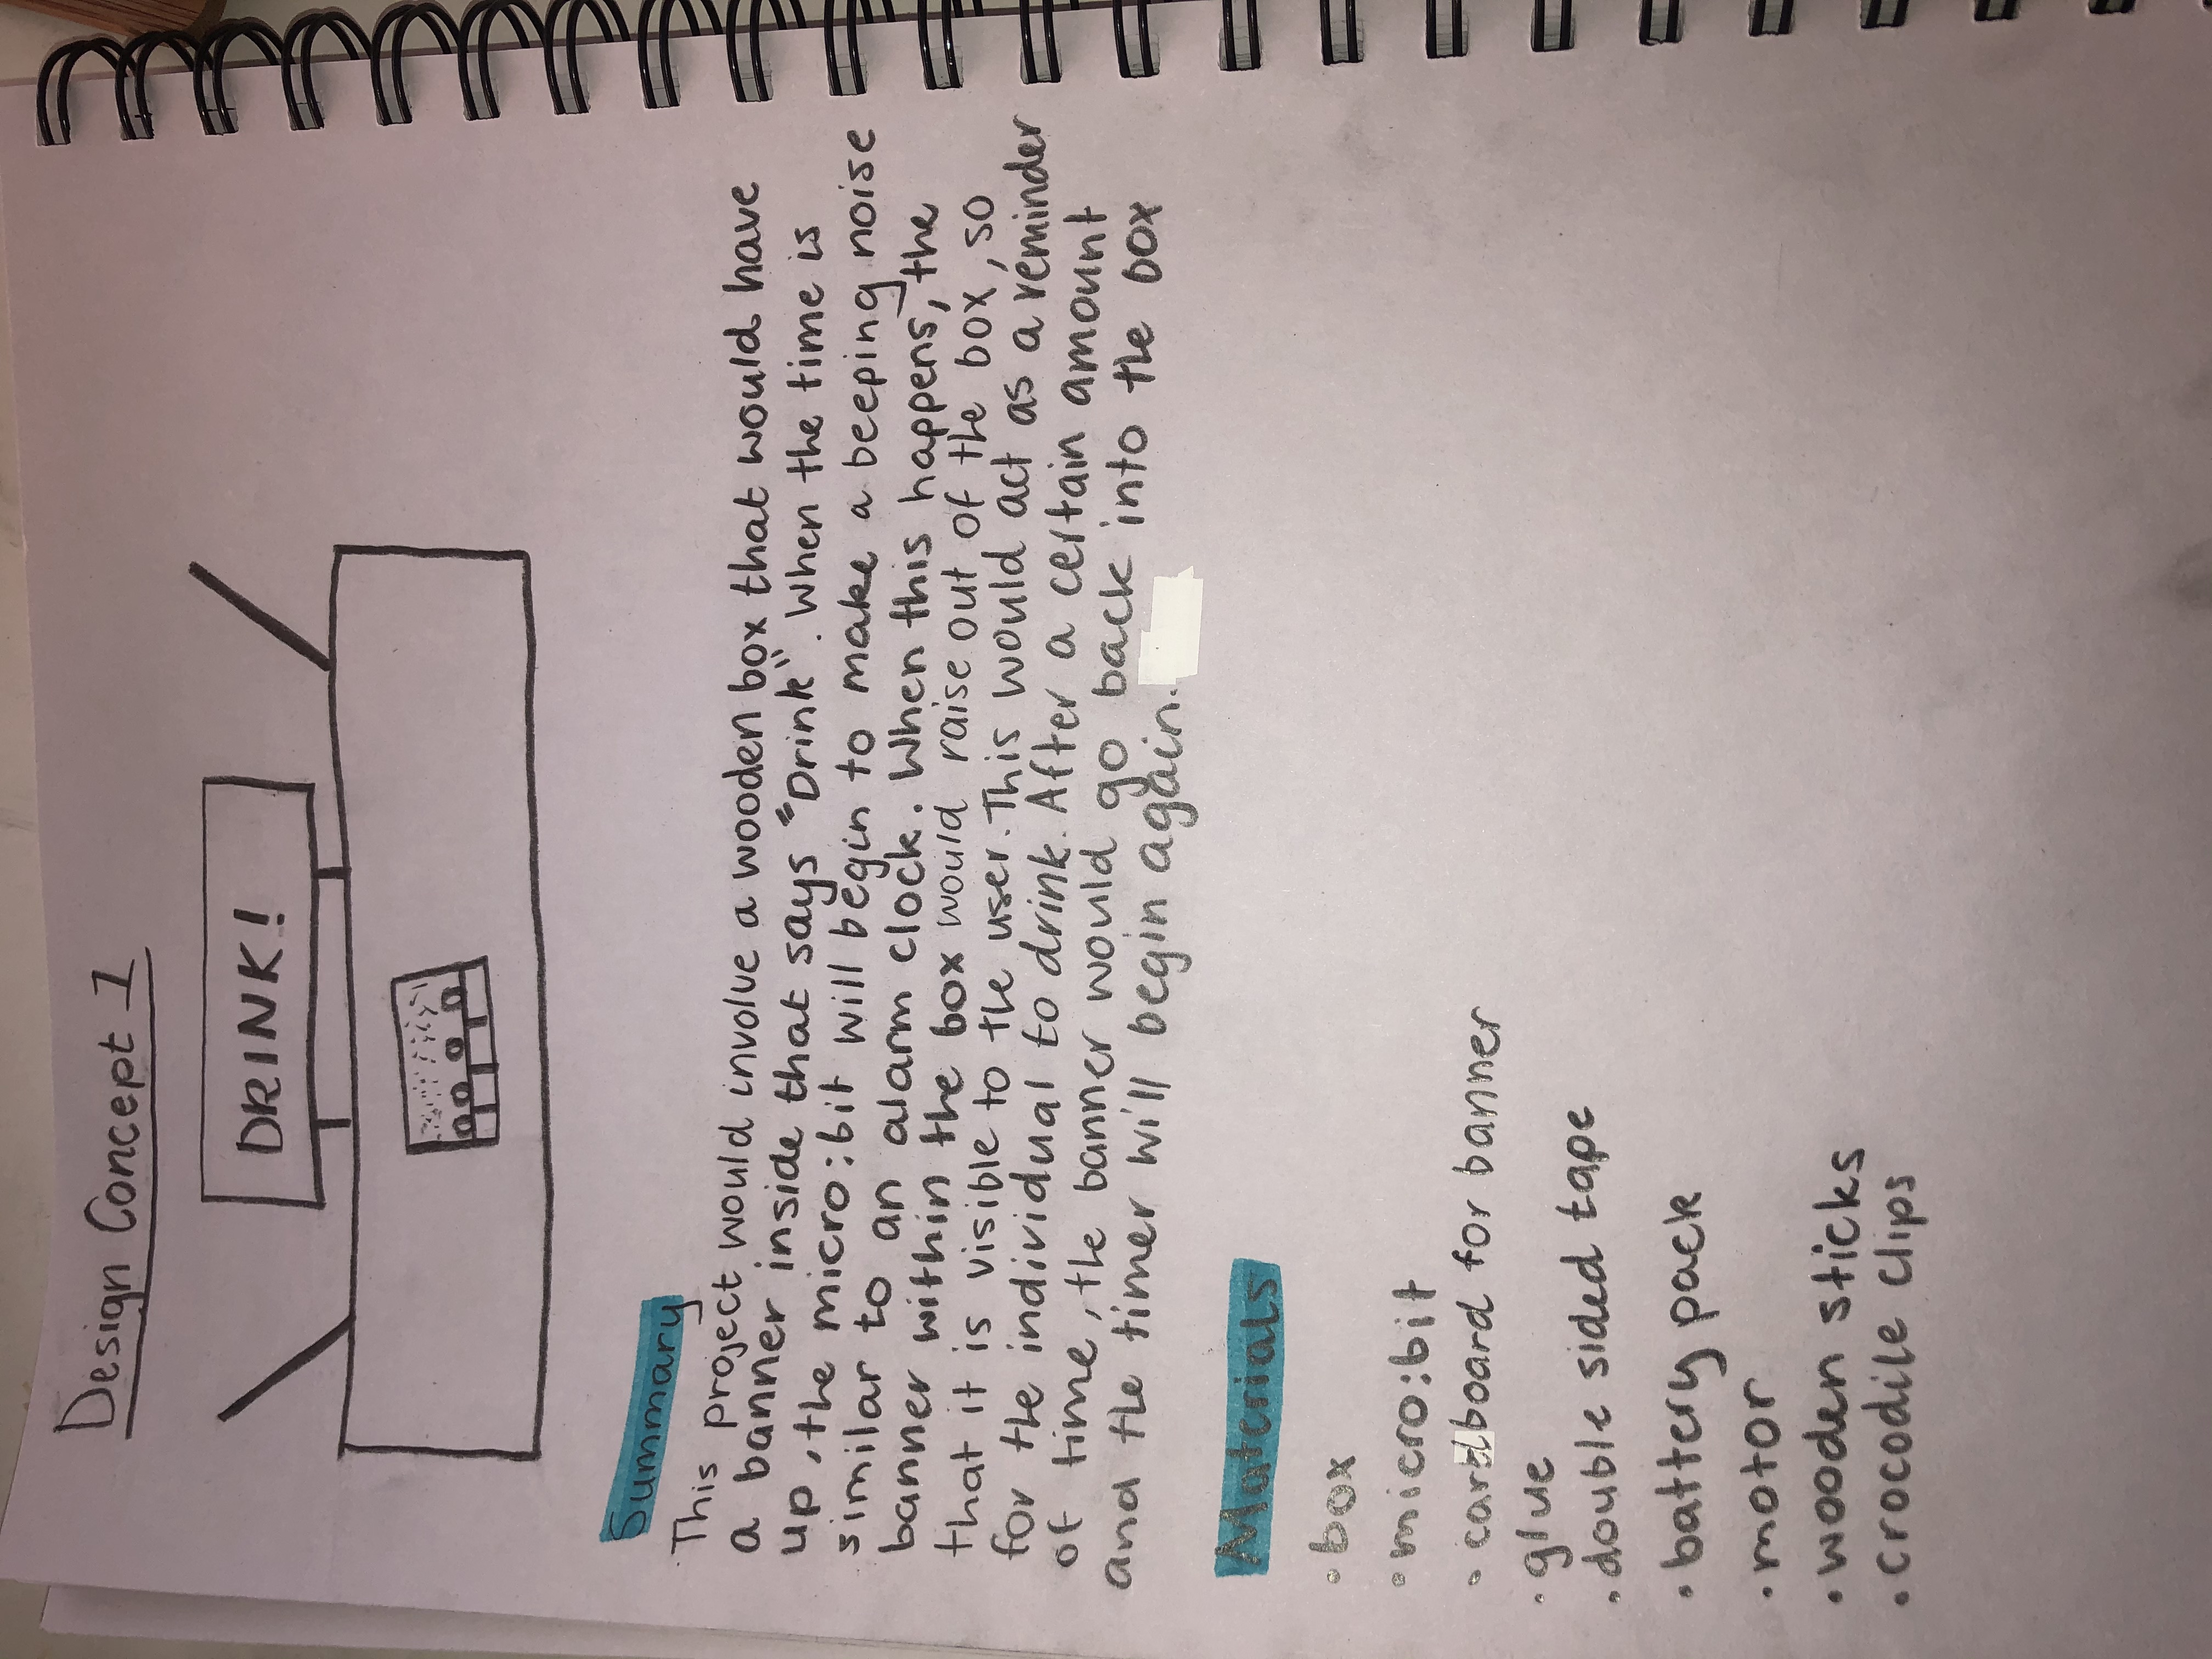 Design Concept 1
DRINK!
Summary
This project would involve a wooden box that would have
a banner inside that says "Drink". When the time is
up, the micro:bit will begin to make a beeping noise
similar to an alarm clock. When this happens, the
banner within the box would raise out of the box, so
that it is visible to the user. This would act as a reminder
for the individual to drink. After a certain amount
of time, the banner would go back into the box
and the timer will begin again.
Materials
• box
• micro:bit
• cardboard for banner
• glue
• double sided tape
• battery pack
• motor
• wooden sticks
• crocodile clips